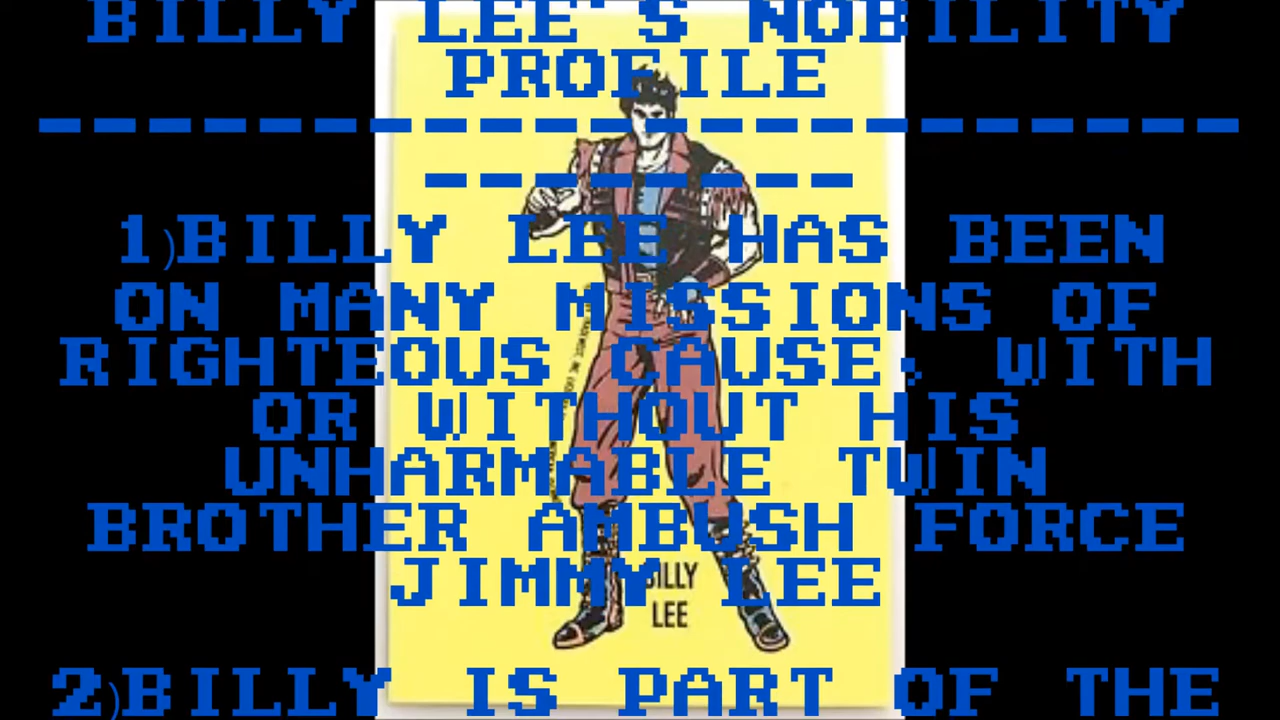 BILLY LEE'S NOBILITY
PROFILE
----------------------
--------
1)BILLY LEE HAS BEEN
ON MANY MISSIONS OF
RIGHTEOUS CAUSE, WITH
OR WITHOUT HIS
UNHARMABLE TWIN
BROTHER AMBUSH FORCE
JIMMY LEE
BILLY
LEE
2)BILLY IS PART OF THE